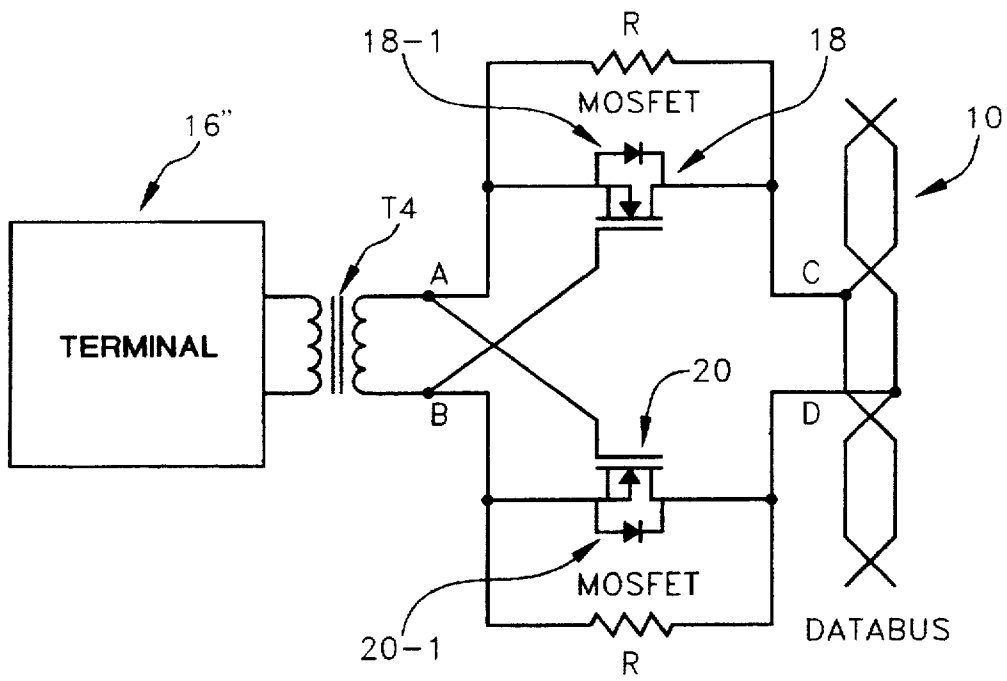 R
18-1
18
MOSFET
10
16”
T4
A
C
TERMINAL
20
B
D
MOSFET
20-1
R
DATABUS